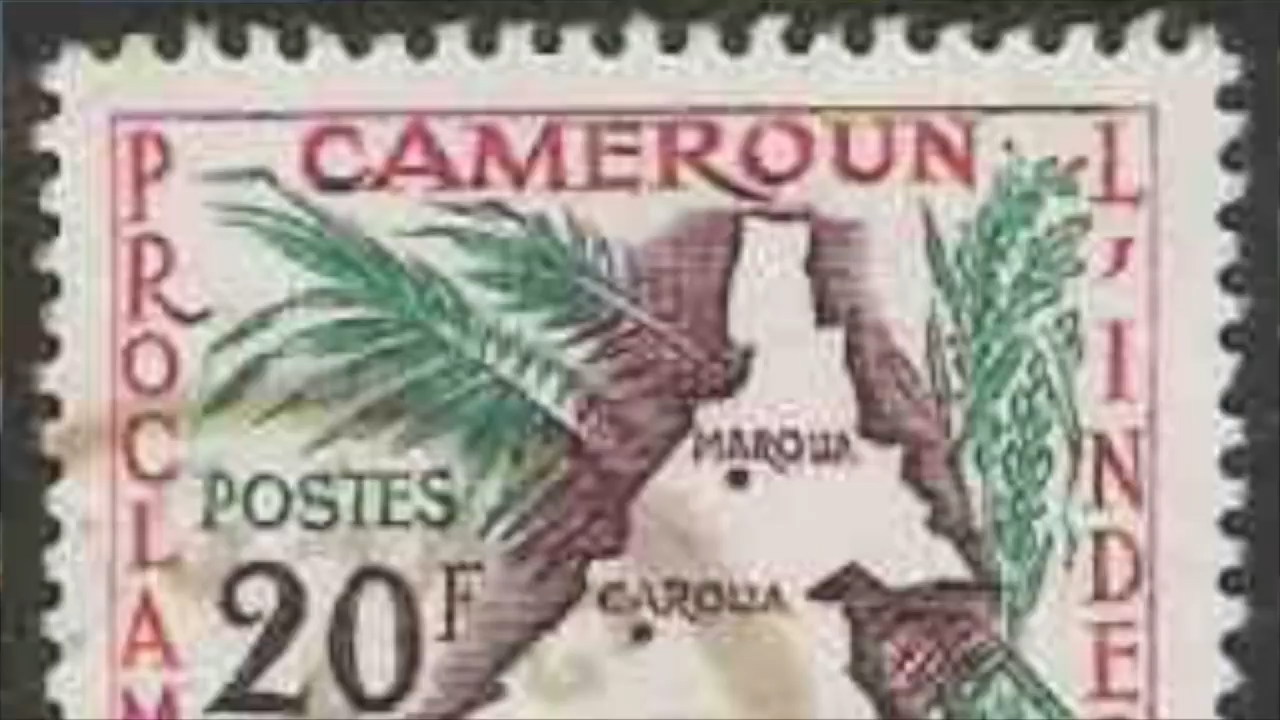 CAMEROUN
PROCLAM
L'INDE
MAROUA
POSTES
20F
GAROUA